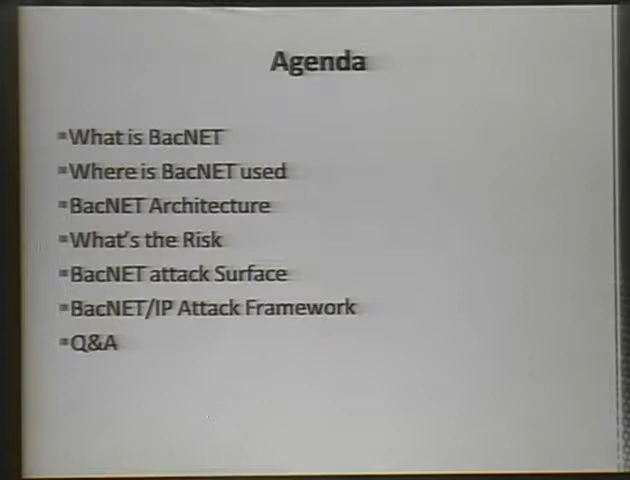 Agenda
▪What is BacNET
▪Where is BacNET used
▪BacNET Architecture
▪What's the Risk
▪BacNET attack Surface
▪BacNET/IP Attack Framework
▪Q&A